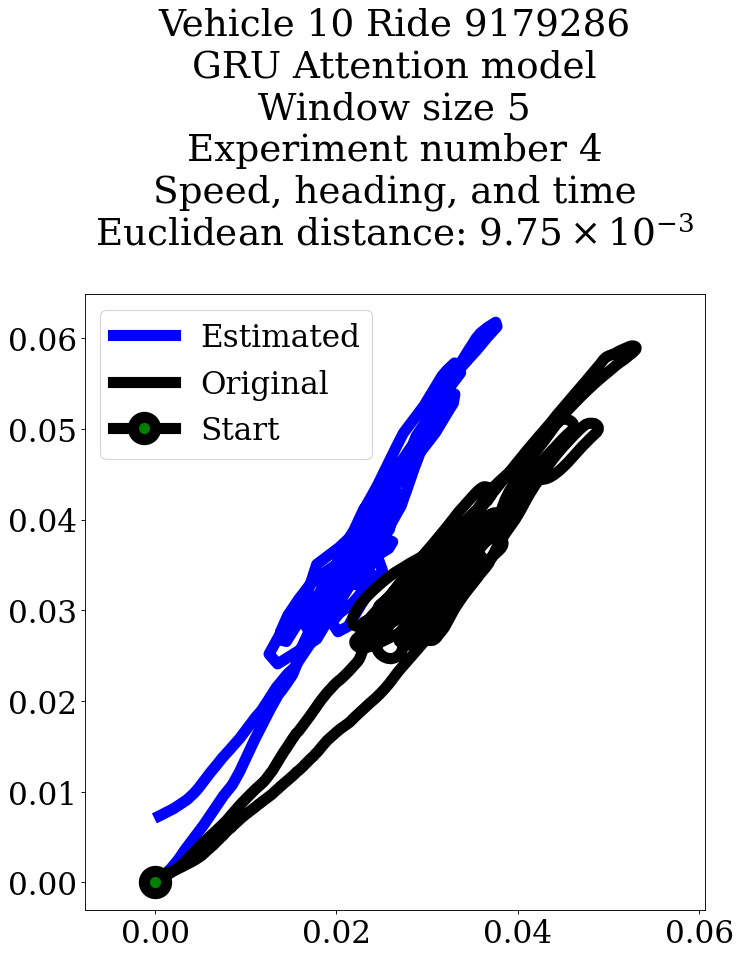 Vehicle 10 Ride 9179286
GRU Attention model
Window size 5
Experiment number 4
Speed, heading, and time
Euclidean distance: 9.75 × 10⁻³
Estimated
Original
Start
0.06
0.05
0.04
0.03
0.02
0.01
0.00
0.00 0.02 0.04 0.06